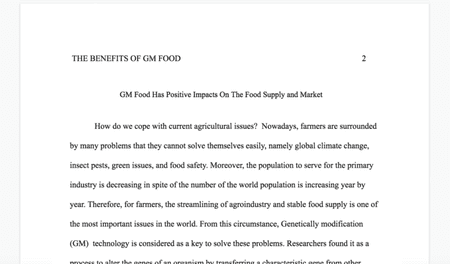 THE BENEFITS OF GM FOOD 2
GM Food Has Positive Impacts On The Food Supply and Market
How do we cope with current agricultural issues? Nowadays, farmers are surrounded
by many problems that they cannot solve themselves easily, namely global climate change,
insect pests, green issues, and food safety. Moreover, the population to serve for the primary
industry is decreasing in spite of the number of the world population is increasing year by
year. Therefore, for farmers, the streamlining of agroindustry and stable food supply is one of
the most important issues in the world. From this circumstance, Genetically modification
(GM) technology is considered as a key to solve these problems. Researchers found it as a
process to alter the genes of an organism by transferring a characteristic gene from other